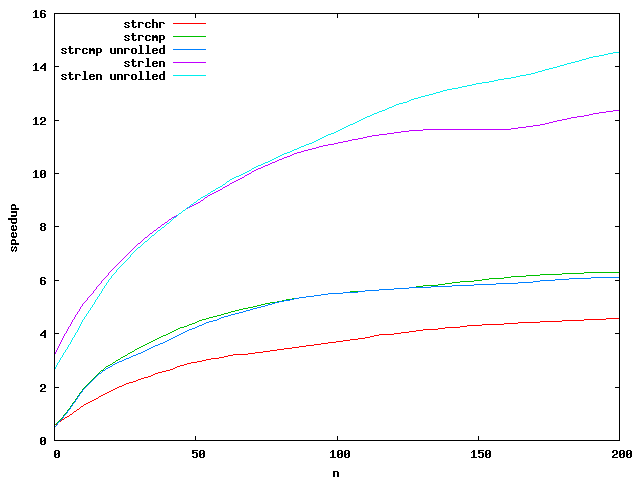 16
14
12
10
8
6
4
2
0
speedup
strchr
strcmp
strcmp unrolled
strlen
strlen unrolled
0
50
100
150
200
n